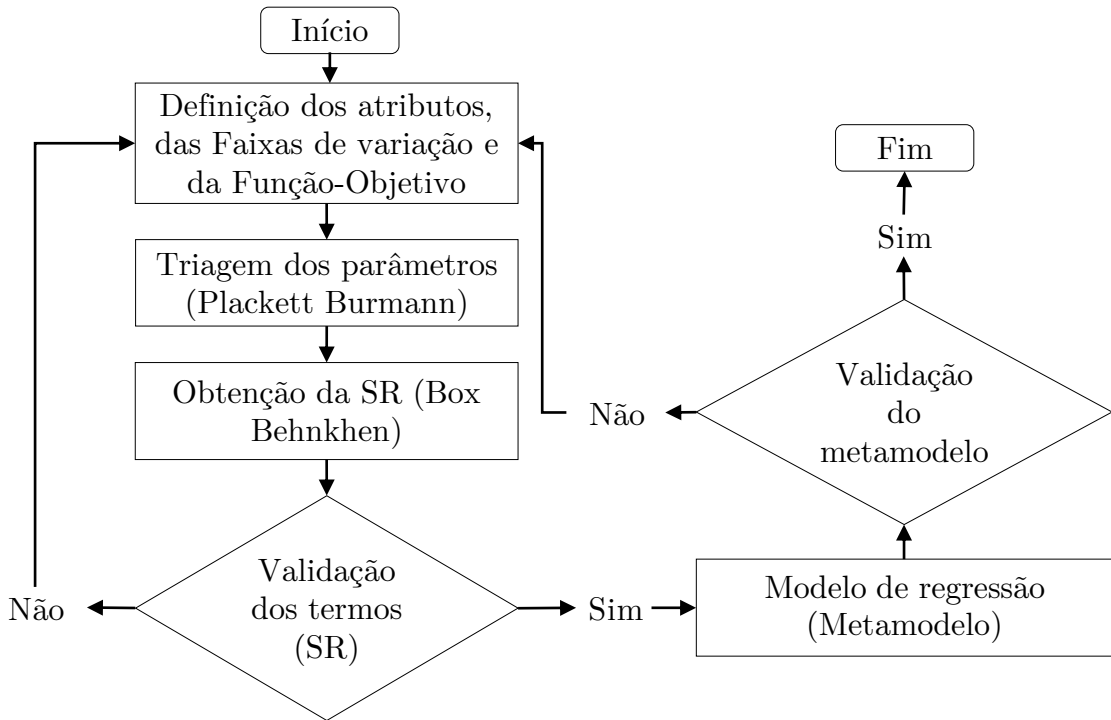 Início
Definição dos atributos,
das Faixas de variação e
da Função-Objetivo
Triagem dos parâmetros
(Plackett Burmann)
Obtenção da SR (Box
Behnkhen)
Validação
dos termos
(SR)
Não
Sim
Modelo de regressão
(Metamodelo)
Validação
do
metamodelo
Não
Sim
Fim